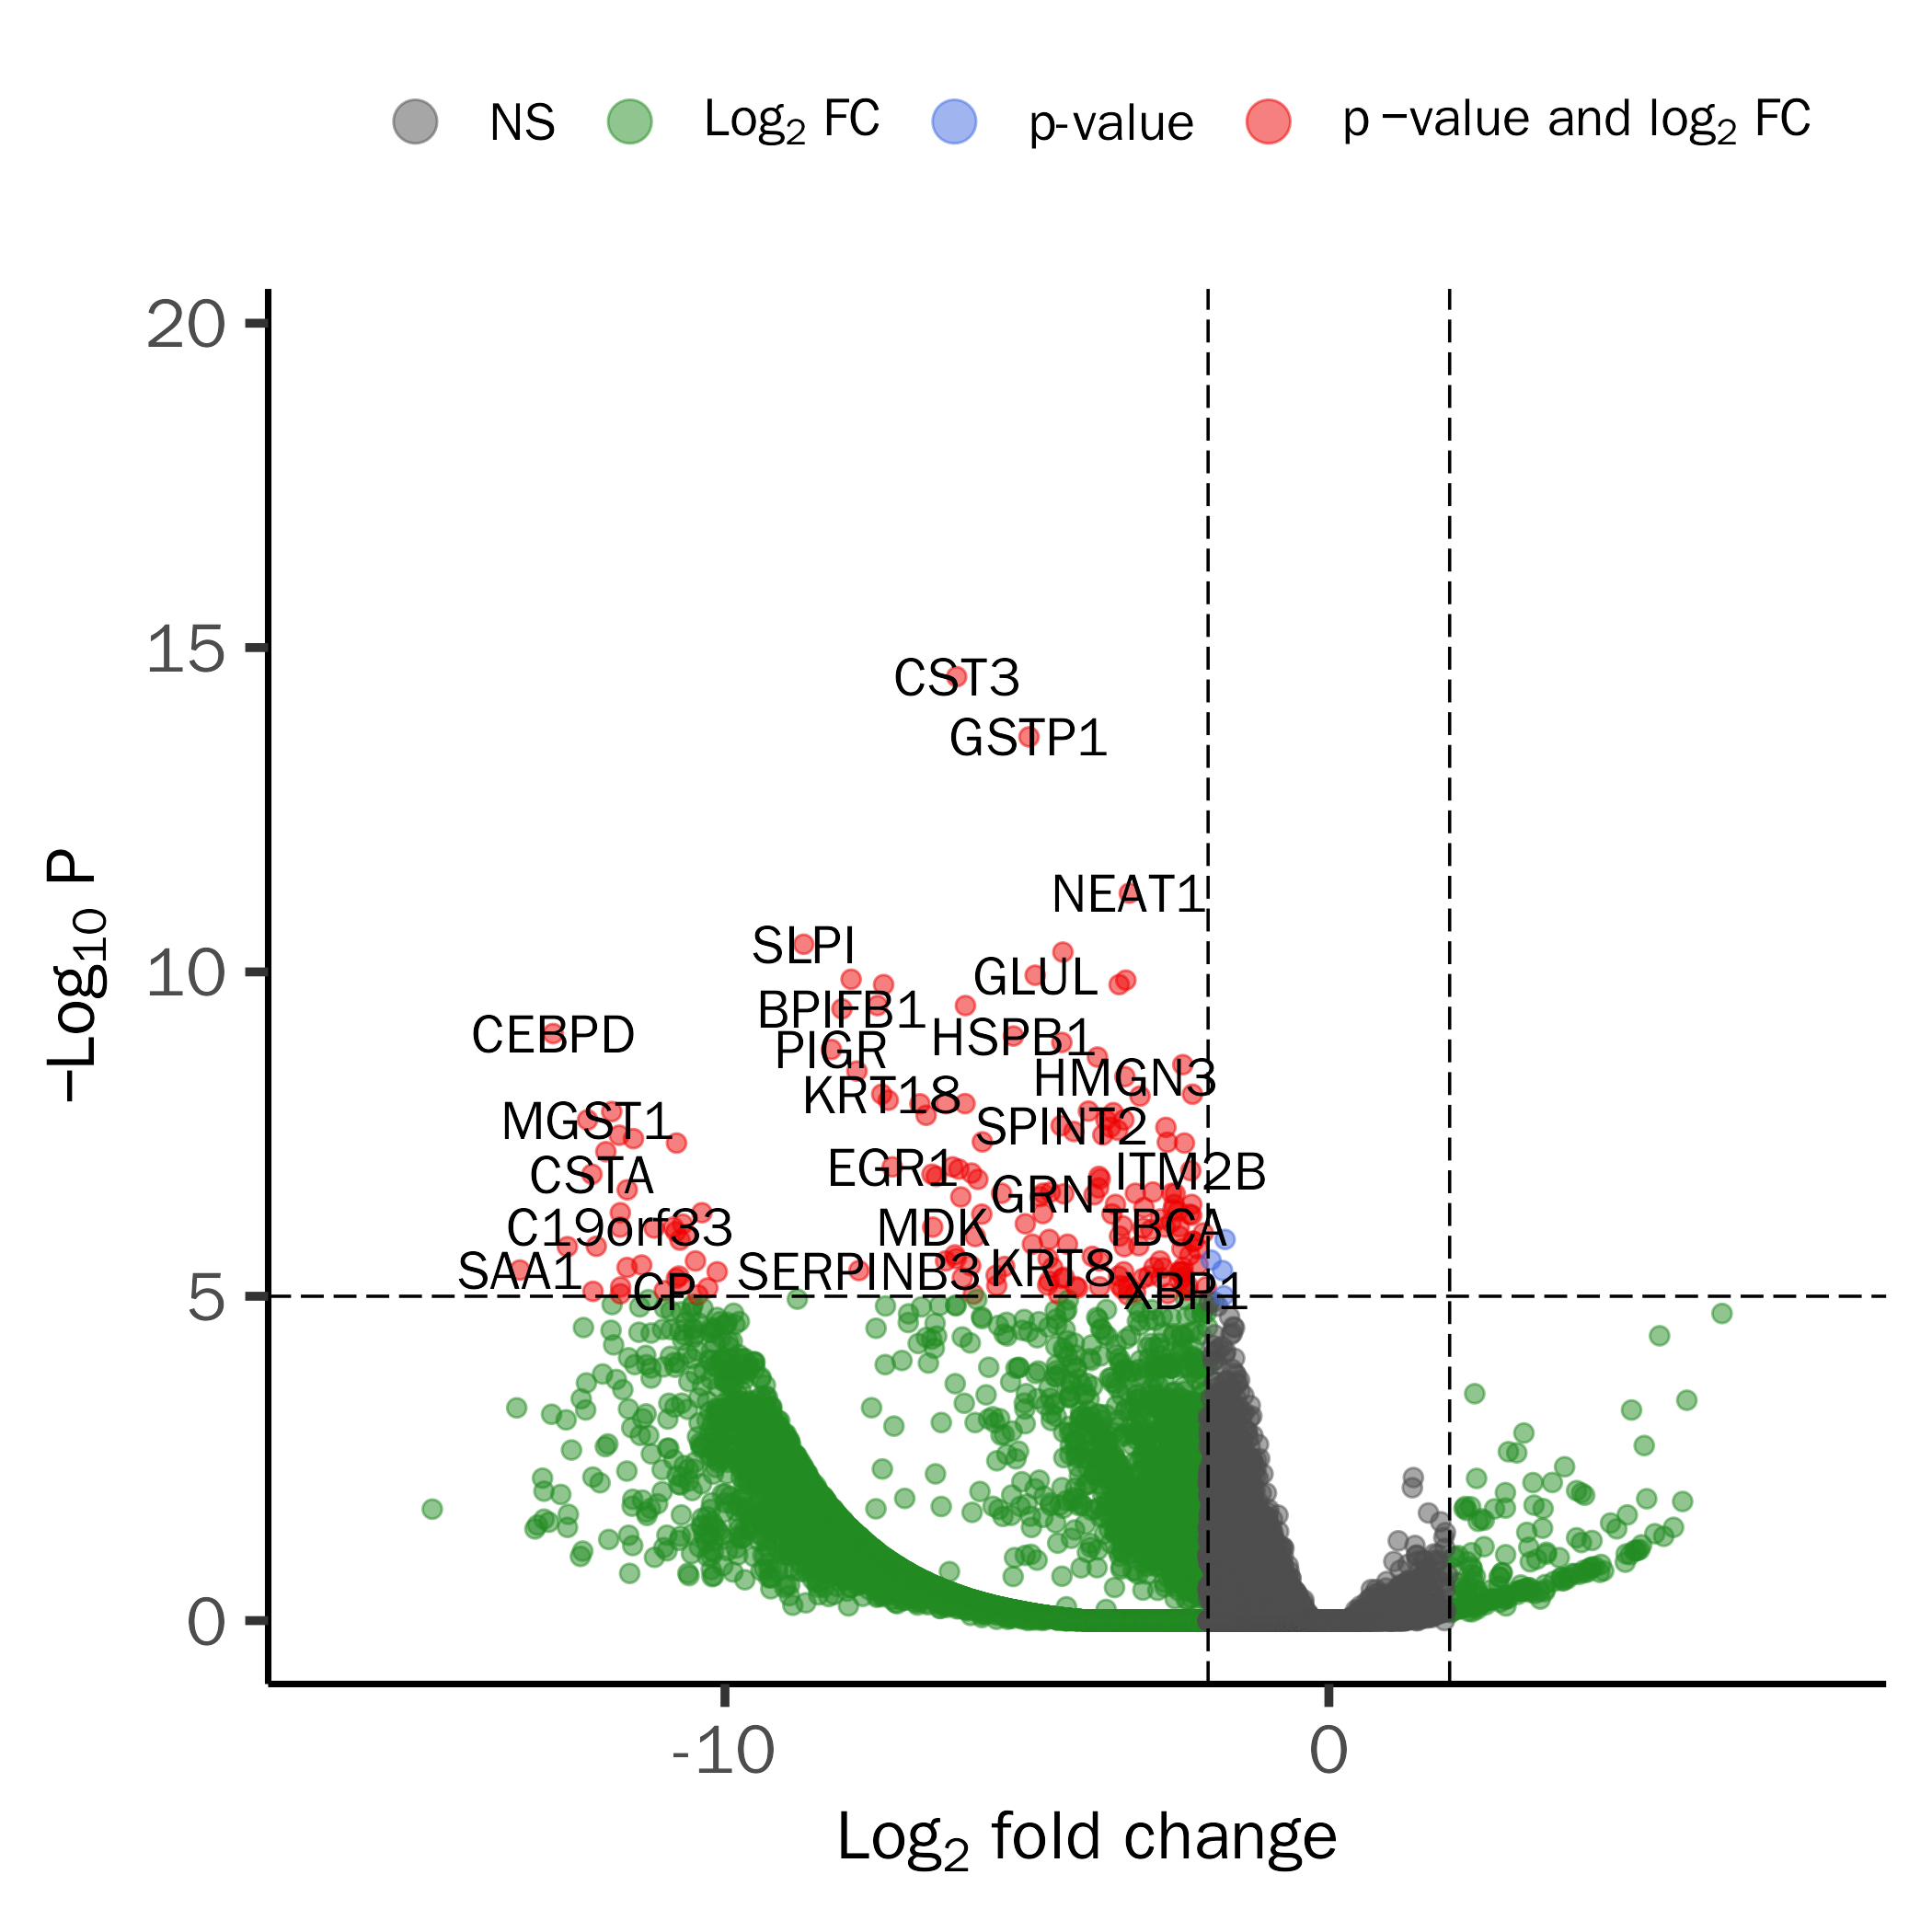 NS Log2 FC p-value p −value and log2 FC
20
15
10
5
0
−Log10 P
CST3
GSTP1
NEAT1
SLPI
GLUL
BPIFB1
CEBPD
HSPB1
PIGR
HMGN3
KRT18
MGST1
SPINT2
EGR1
ITM2B
CSTA
GRN
C19orf33
MDK
TBCA
SAA1
SERPINB3
KRT8
CP
XBP1
-10
0
Log2 fold change